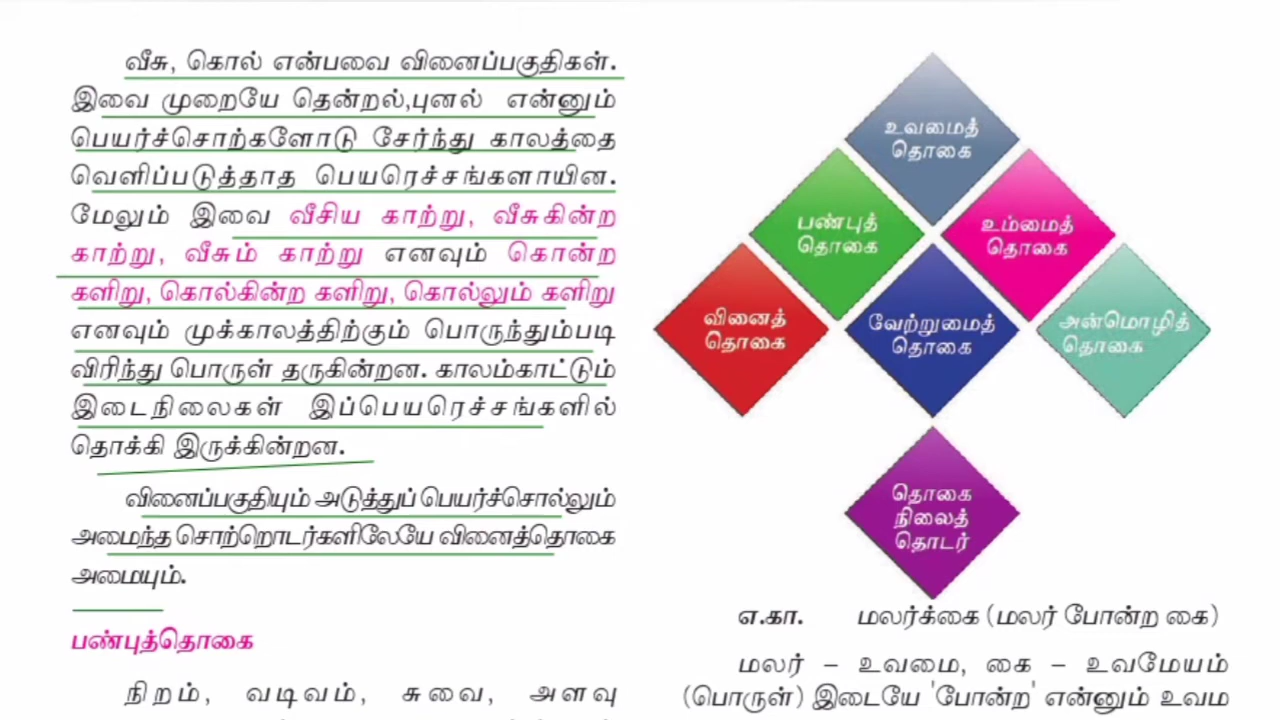 வீசு, கொல் என்பவை வினைப்பகுதிகள்.
இவை முறையே தென்றல்,புனல் என்னும்
பெயர்ச்சொற்களோடு சேர்ந்து காலத்தை
வெளிப்படுத்தாத பெயரெச்சங்களாயின.
மேலும் இவை வீசிய காற்று, வீசுகின்ற
காற்று, வீசும் காற்று எனவும் கொன்ற
களிறு, கொல்கின்ற களிறு, கொல்லும் களிறு
எனவும் முக்காலத்திற்கும் பொருந்தும்படி
விரிந்து பொருள் தருகின்றன. காலம்காட்டும்
இடைநிலைகள் இப்பெயரெச்சங்களில்
தொக்கி இருக்கின்றன.
வினைப்பகுதியும் அடுத்துப் பெயர்ச்சொல்லும்
அமைந்த சொற்றொடர்களிலேயே வினைத்தொகை
அமையும்.
பண்புத்தொகை
நிறம், வடிவம், சுவை, அளவு
உவமைத்
தொகை
பண்புத்
தொகை
உம்மைத்
தொகை
வினைத்
தொகை
வேற்றுமைத்
தொகை
அன்மொழித்
தொகை
தொகை
நிலைத்
தொடர்
எ.கா. மலர்க்கை (மலர் போன்ற கை)
மலர் – உவமை, கை – உவமேயம்
(பொருள்) இடையே 'போன்ற' என்னும் உவம